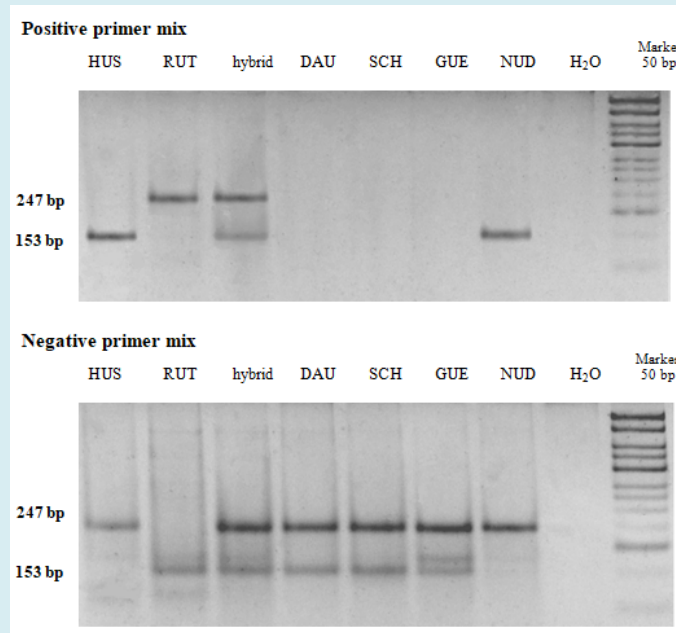 Positive primer mix
Marke
HUS RUT hybrid DAU SCH GUE NUD H₂O 50 bp
247 bp
153 bp
Negative primer mix
Marke
HUS RUT hybrid DAU SCH GUE NUD H₂O 50 bp
247 bp
153 bp